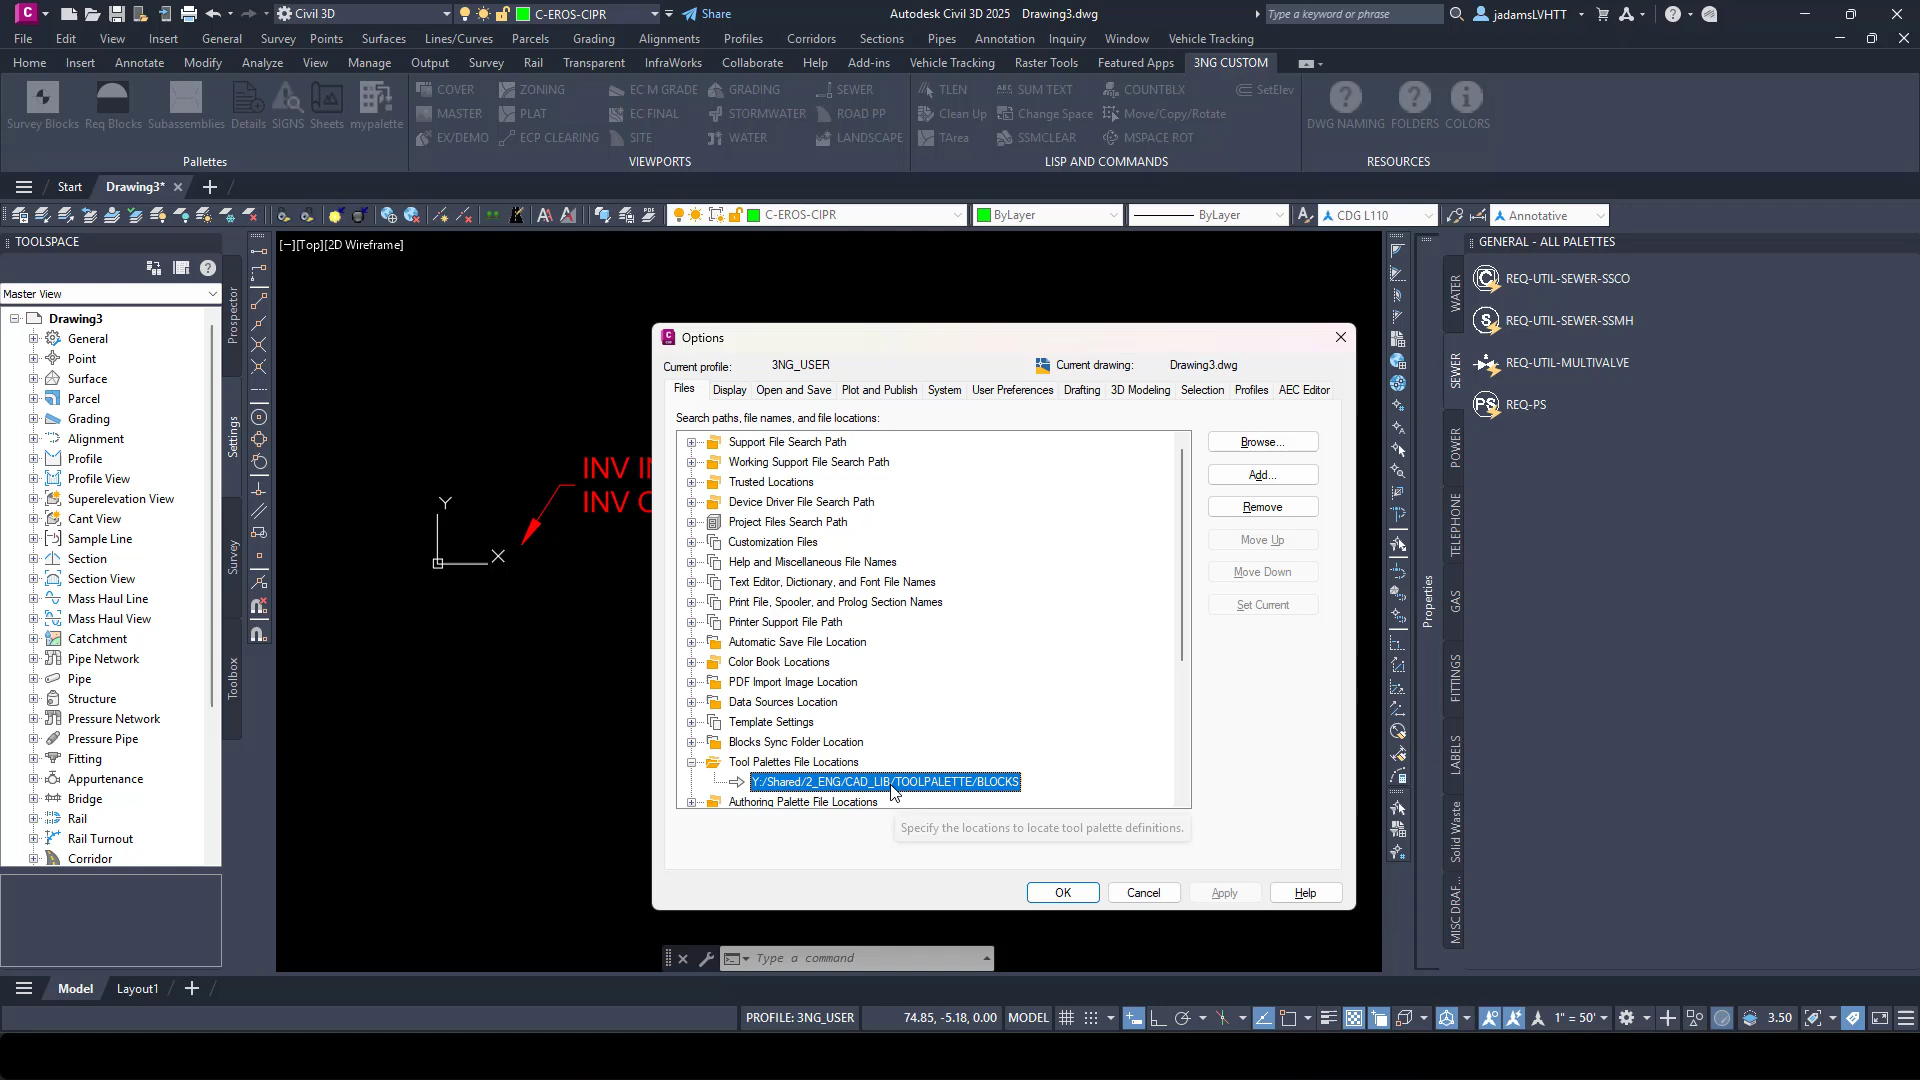 C Civil 3D C-EROS-CIPR Share Autodesk Civil 3D 2025 Drawing3.dwg Type a keyword or phrase jadamsLVHTT
File Edit View Insert General Survey Points Surfaces Lines/Curves Parcels Grading Alignments Profiles Corridors Sections Pipes Annotation Inquiry Window Vehicle Tracking
Home Insert Annotate Modify Analyze View Manage Output Survey Rail Transparent InfraWorks Collaborate Help Add-ins Vehicle Tracking Raster Tools Featured Apps 3NG CUSTOM
COVER ZONING EC M GRADE GRADING SEWER TLEN SUM TEXT COUNTBLX SetElev
MASTER PLAT EC FINAL STORMWATER ROAD PP Clean Up Change Space Move/Copy/Rotate
Survey Blocks Req Blocks Subassemblies Details SIGNS Sheets mypalette DWG NAMING FOLDERS COLORS
EX/DEMO ECP CLEARING SITE WATER LANDSCAPE TArea SSMCLEAR MSPACE ROT
Pallettes VIEWPORTS LISP AND COMMANDS RESOURCES
Start Drawing3*
C-EROS-CIPR ByLayer ByLayer CDG L110 Annotative
TOOLSPACE
Master View
Drawing3
General
Point
Surface
Parcel
Grading
Alignment
Profile
Profile View
Superelevation View
Cant View
Sample Line
Section
Section View
Mass Haul Line
Mass Haul View
Catchment
Pipe Network
Pipe
Structure
Pressure Network
Pressure Pipe
Fitting
Appurtenance
Bridge
Rail
Rail Turnout
Corridor
Prospector
Settings
Survey
Toolbox
[−][Top][2D Wireframe]
Y
X
INV
INV
Options
Current profile: 3NG_USER Current drawing: Drawing3.dwg
Files Display Open and Save Plot and Publish System User Preferences Drafting 3D Modeling Selection Profiles AEC Editor
Search paths, file names, and file locations:
Support File Search Path
Working Support File Search Path
Trusted Locations
Device Driver File Search Path
Project Files Search Path
Customization Files
Help and Miscellaneous File Names
Text Editor, Dictionary, and Font File Names
Print File, Spooler, and Prolog Section Names
Printer Support File Path
Automatic Save File Location
Color Book Locations
PDF Import Image Location
Data Sources Location
Template Settings
Blocks Sync Folder Location
Tool Palettes File Locations
Y:/Shared/2_ENG/CAD_LIB/TOOLPALETTE/BLOCKS
Authoring Palette File Locations
Specify the locations to locate tool palette definitions.
Browse...
Add...
Remove
Move Up
Move Down
Set Current
OK Cancel Apply Help
Properties
GENERAL - ALL PALETTES
C REQ-UTIL-SEWER-SSCO
S REQ-UTIL-SEWER-SSMH
REQ-UTIL-MULTIVALVE
PS REQ-PS
WATER
SEWER
POWER
TELEPHONE
GAS
FITTINGS
LABELS
Solid Waste
MISC DRAF...
Type a command
Model Layout1
PROFILE: 3NG_USER 74.85, -5.18, 0.00 MODEL 1" = 50' 3.50